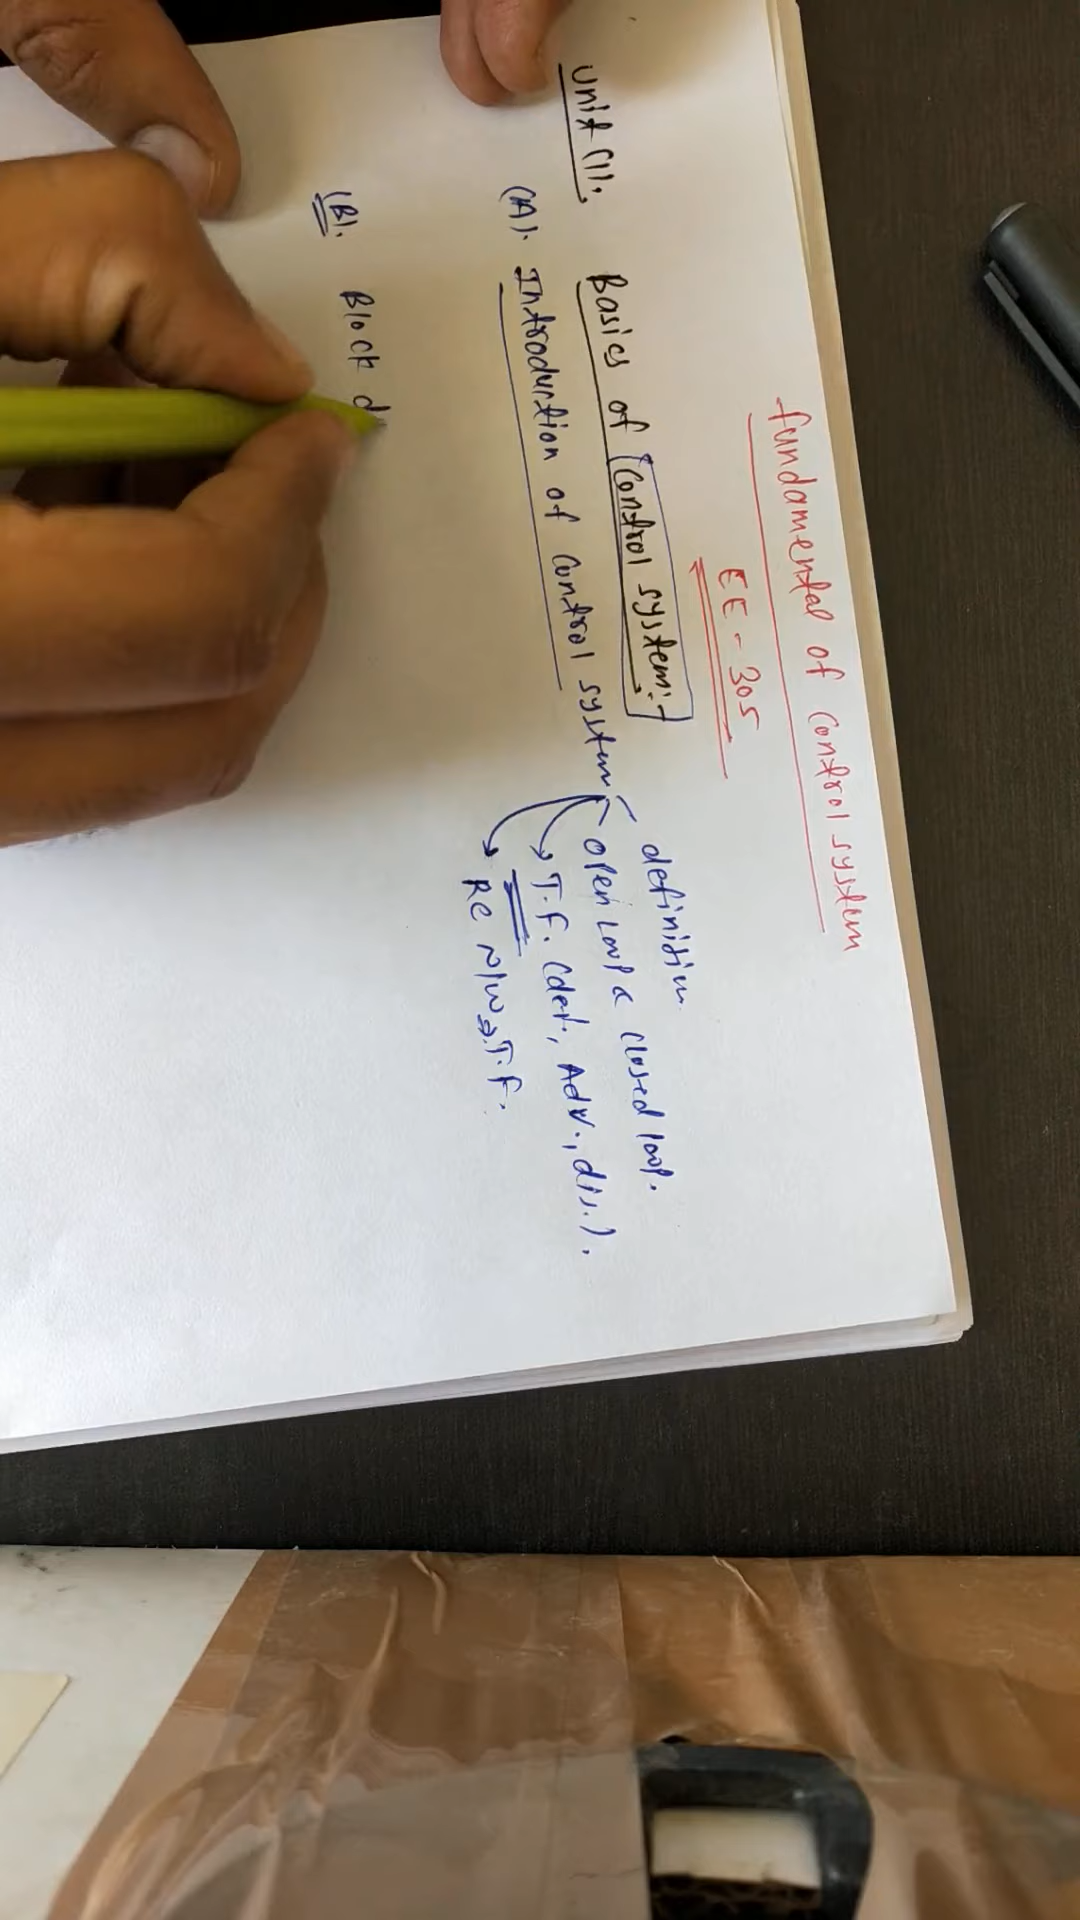 fundamental of Control system
EE - 305
Unit (1). Basics of Control system:-
(A). Introduction of Control system
definition.
open loop & closed loop.
T.F. (def., Adv., dis.).
RC N/W ⇒ T.F.
(B). Block d